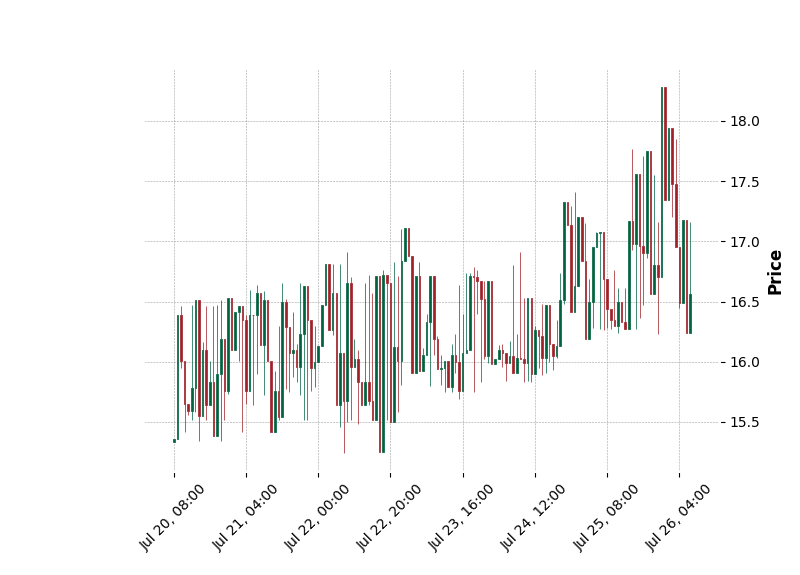 18.0
17.5
17.0
16.5
16.0
15.5
Price
Jul 20, 08:00
Jul 21, 04:00
Jul 22, 00:00
Jul 22, 20:00
Jul 23, 16:00
Jul 24, 12:00
Jul 25, 08:00
Jul 26, 04:00